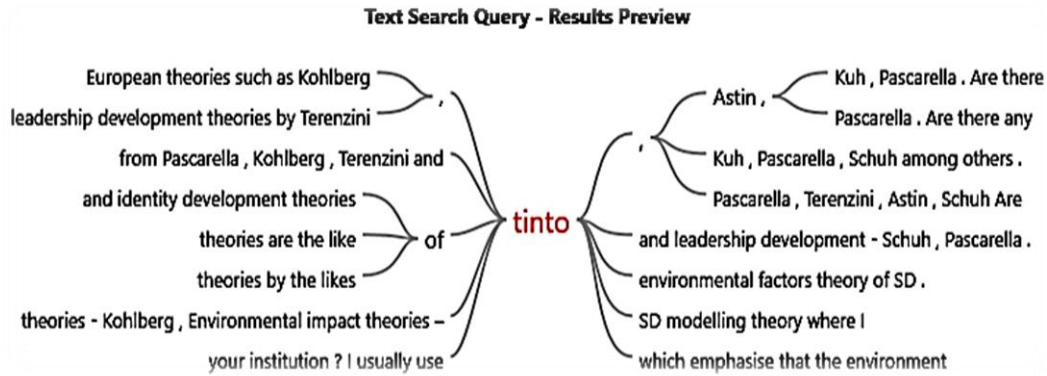 Text Search Query - Results Preview
European theories such as Kohlberg
leadership development theories by Terenzini
,
from Pascarella , Kohlberg , Terenzini and
and identity development theories
theories are the like
theories by the likes
of
theories - Kohlberg , Environmental impact theories –
your institution ? I usually use
tinto
,
Astin ,
Kuh , Pascarella . Are there
Pascarella . Are there any
Kuh , Pascarella , Schuh among others .
Pascarella , Terenzini , Astin , Schuh Are
and leadership development - Schuh , Pascarella .
environmental factors theory of SD .
SD modelling theory where I
which emphasise that the environment